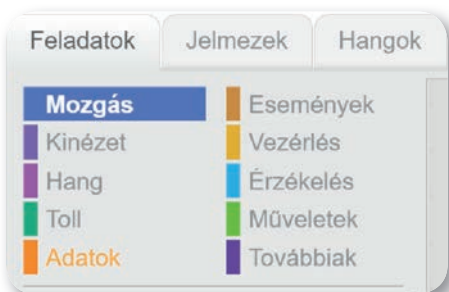 Feladatok Jelmezek Hangok
Mozgás Események
Kinézet Vezérlés
Hang Érzékelés
Toll Műveletek
Adatok Továbbiak